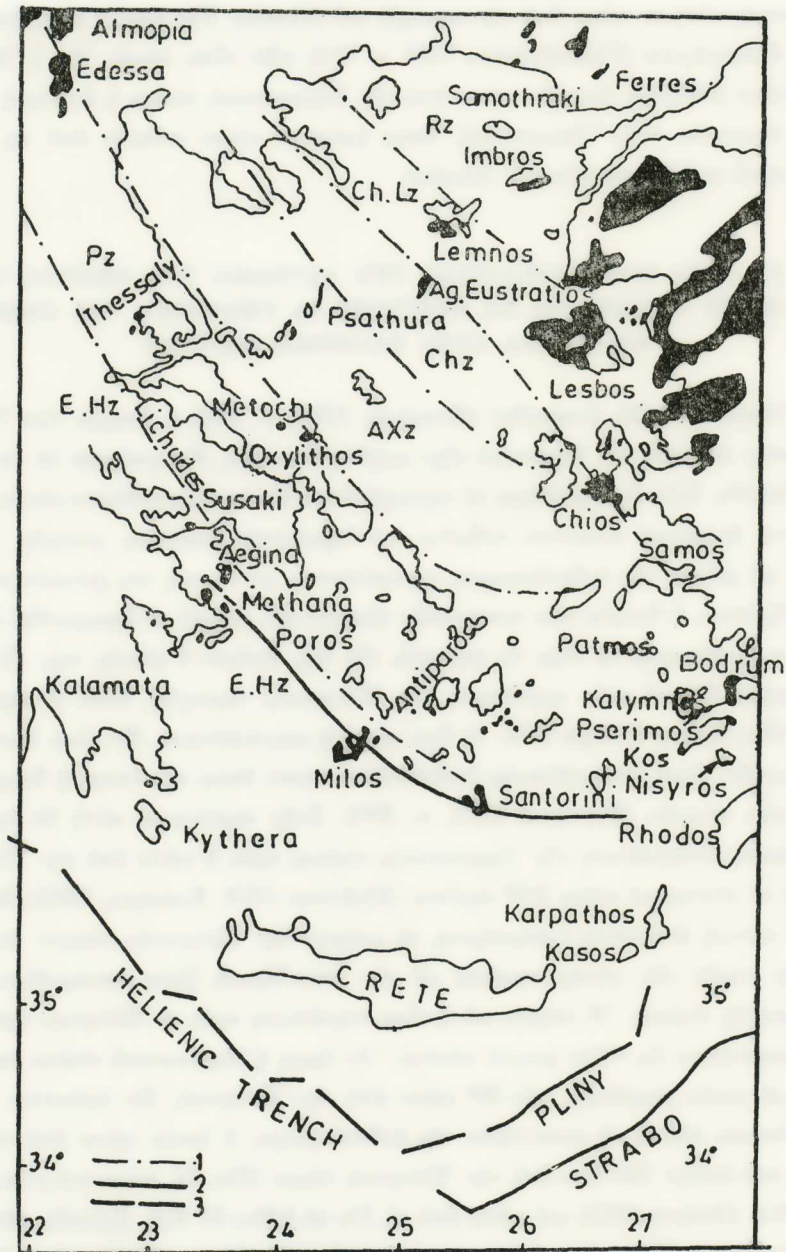 Almopia
Edessa
Ferres
Samothraki
Rz
Imbros
Ch.Lz
Lemnos
Pz
Ag.Eustratios
Thessaly
Psathura
Chz
Lesbos
E.Hz
Metochi
AXz
Lichades
Oxylithos
Susaki
Chios
Aegina
Samos
Methana
Poros
Patmos
Antiparos
Bodrum
E.Hz
Kalamata
Kalymnos
Pserimos
Kos
Milos
Nisyros
Santorini
Rhodos
Kythera
Karpathos
Kasos
CRETE
35°
35°
HELLENIC TRENCH
PLINY
STRABO
34°
34°
1
2
3
22 23 24 25 26 27